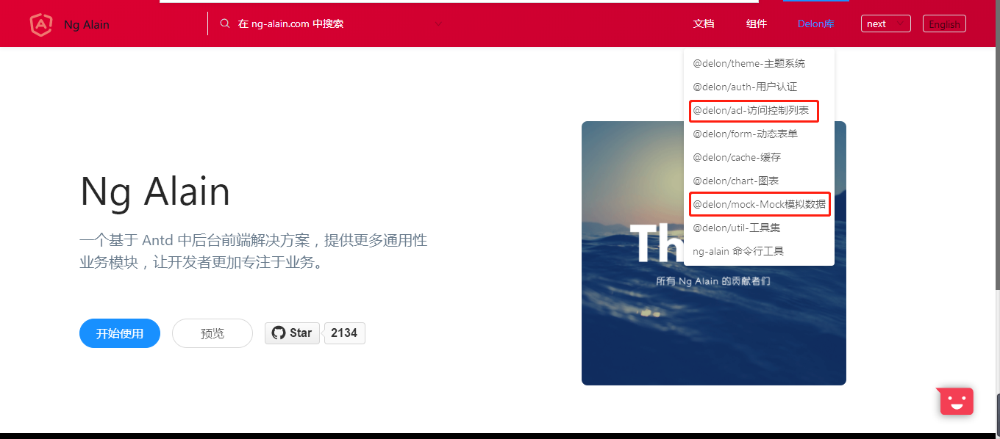 Ng Alain
在 ng-alain.com 中搜索
文档
组件
Delon库
next
English
@delon/theme-主题系统
@delon/auth-用户认证
@delon/acl-访问控制列表
@delon/form-动态表单
@delon/cache-缓存
@delon/chart-图表
@delon/mock-Mock模拟数据
@delon/util-工具集
ng-alain 命令行工具
Ng Alain
一个基于 Antd 中后台前端解决方案，提供更多通用性
业务模块，让开发者更加专注于业务。
开始使用
预览
Star
2134
Th
所有 Ng Alain 的贡献者们